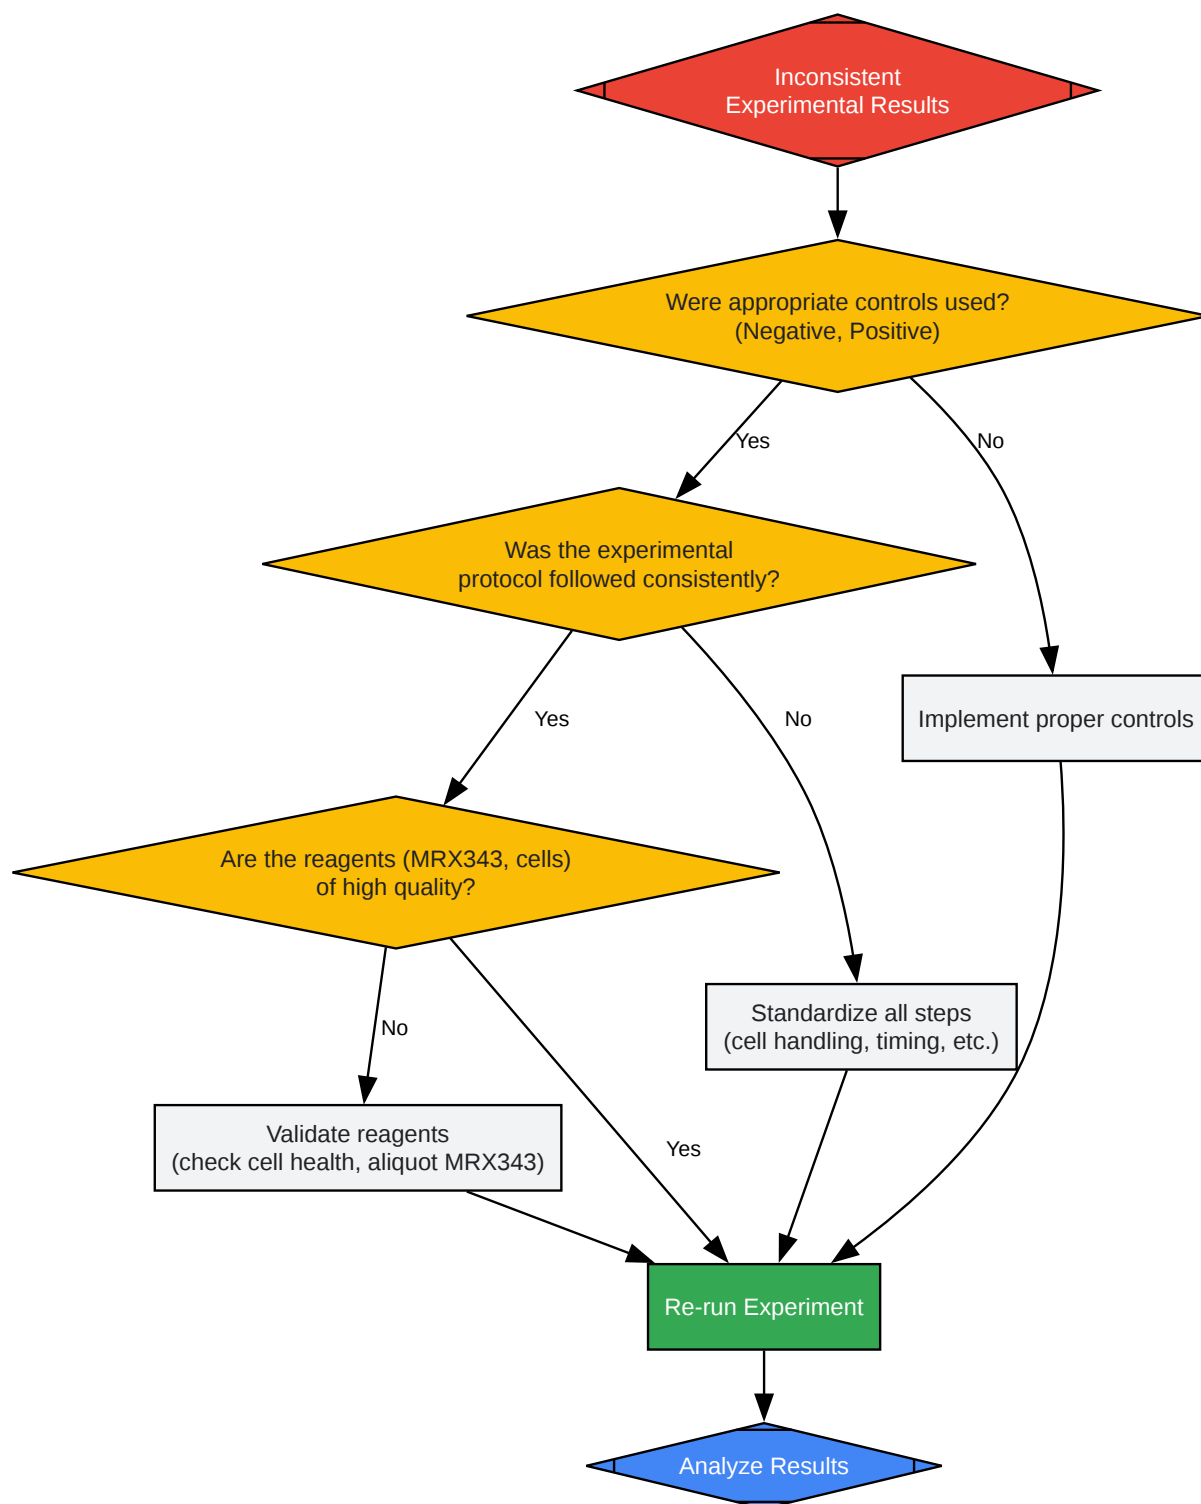 Inconsistent
Experimental Results
Were appropriate controls used?
(Negative, Positive)
Yes
No
Was the experimental
protocol followed consistently?
Yes
No
Implement proper controls
Are the reagents (MRX343, cells)
of high quality?
No
Standardize all steps
(cell handling, timing, etc.)
Validate reagents
(check cell health, aliquot MRX343)
Yes
Re-run Experiment
Analyze Results